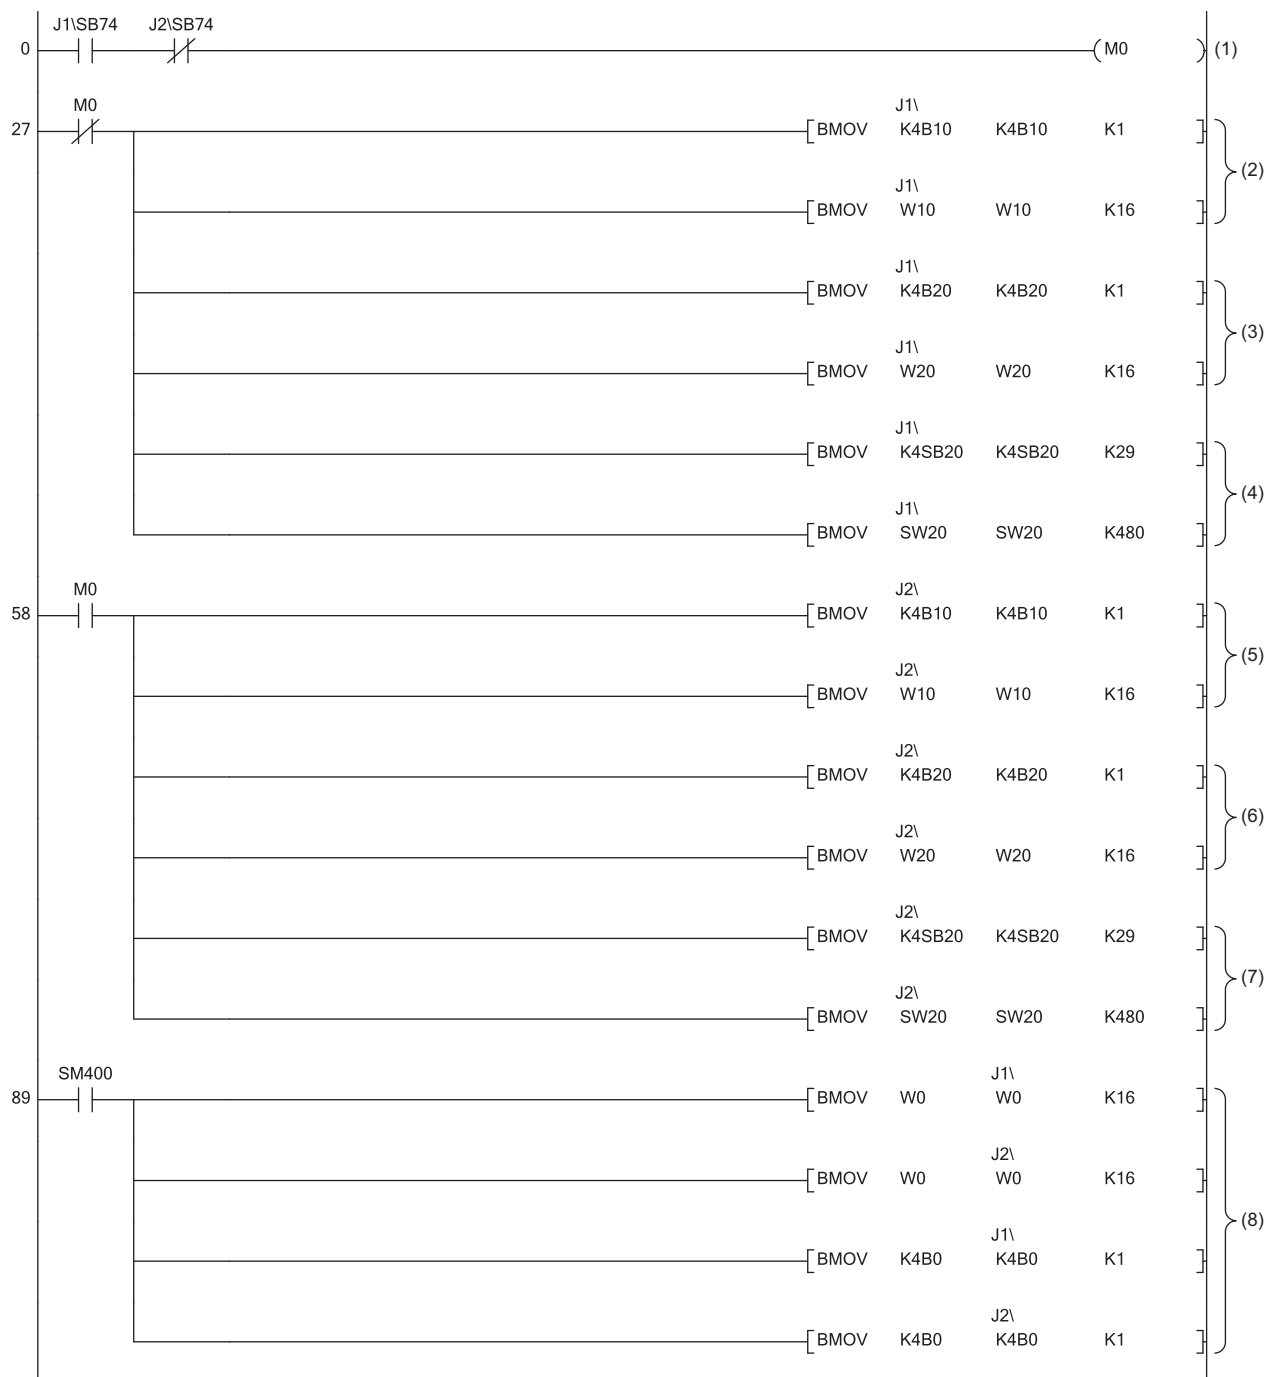 J1\SB74 J2\SB74
0 M0 (1)
M0 J1\
27 BMOV K4B10 K4B10 K1
(2)
J1\
BMOV W10 W10 K16
J1\
BMOV K4B20 K4B20 K1
(3)
J1\
BMOV W20 W20 K16
J1\
BMOV K4SB20 K4SB20 K29
(4)
J1\
BMOV SW20 SW20 K480
M0 J2\
58 BMOV K4B10 K4B10 K1
(5)
J2\
BMOV W10 W10 K16
J2\
BMOV K4B20 K4B20 K1
(6)
J2\
BMOV W20 W20 K16
J2\
BMOV K4SB20 K4SB20 K29
(7)
J2\
BMOV SW20 SW20 K480
SM400 J1\
89 BMOV W0 W0 K16
J2\
BMOV W0 W0 K16
(8)
J1\
BMOV K4B0 K4B0 K1
J2\
BMOV K4B0 K4B0 K1